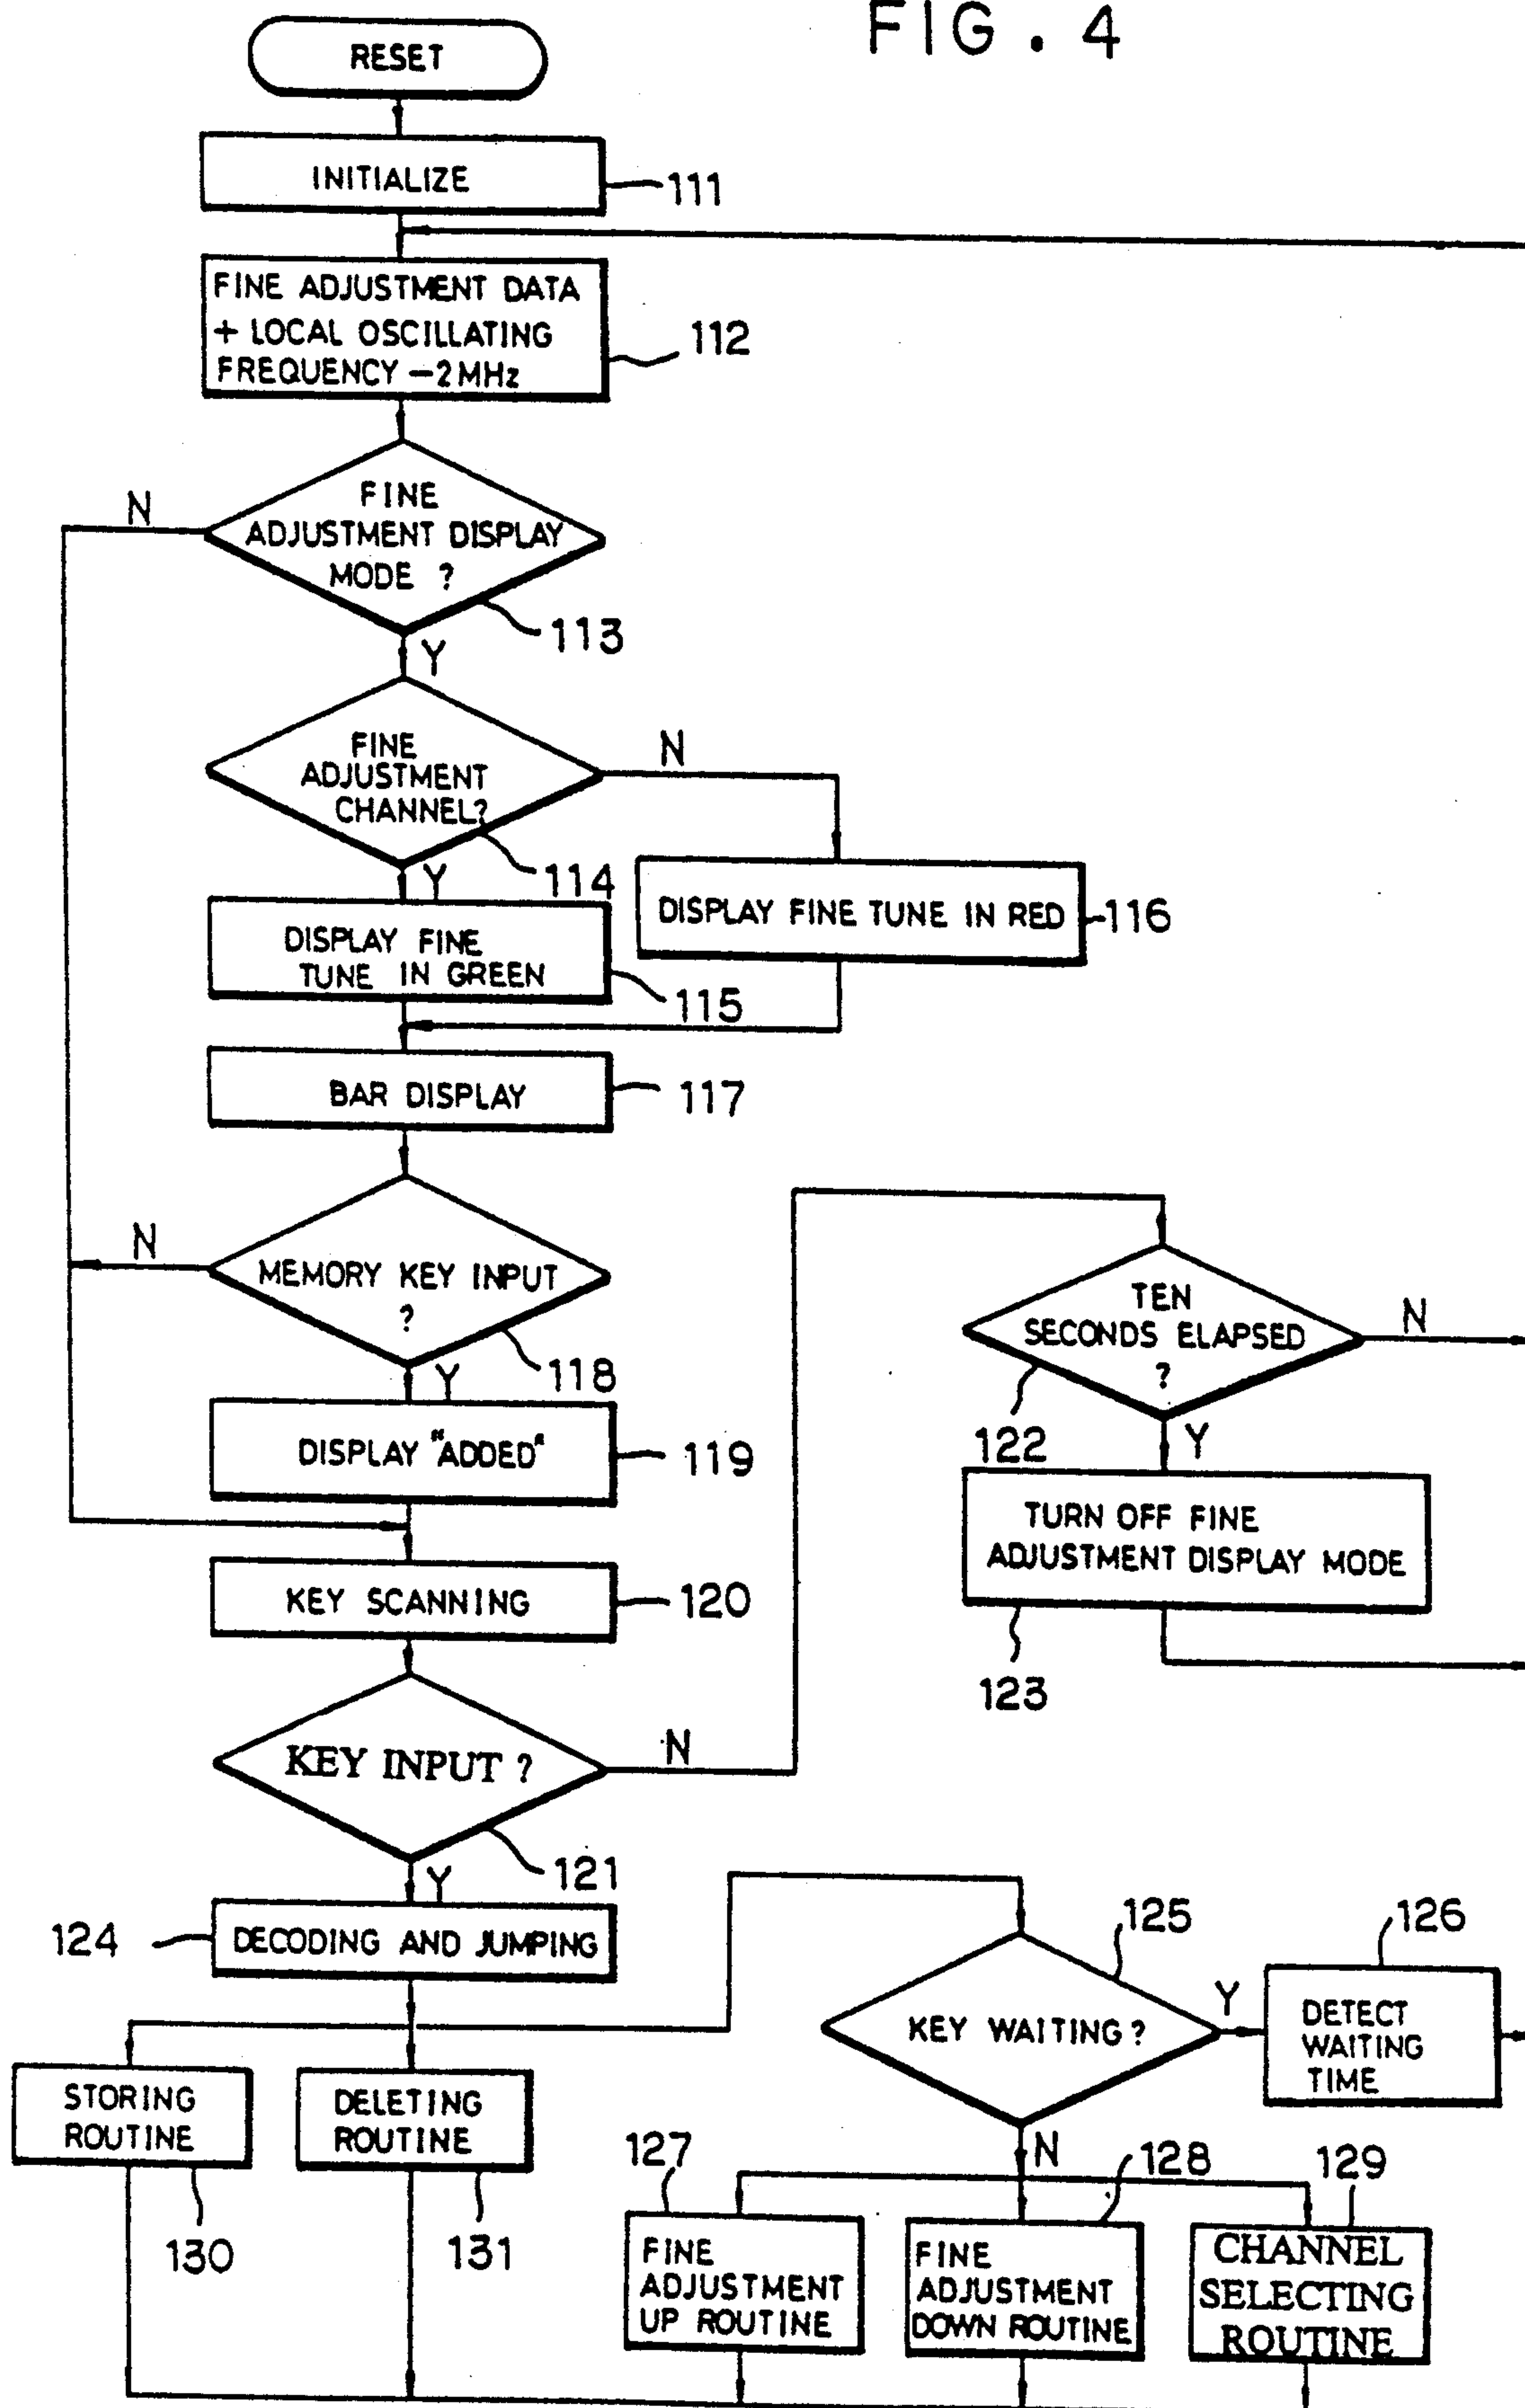 FIG. 4
RESET
INITIALIZE
111
FINE ADJUSTMENT DATA
+ LOCAL OSCILLATING
FREQUENCY -2MHz
112
FINE
ADJUSTMENT DISPLAY
MODE ?
N
113
Y
FINE
ADJUSTMENT
CHANNEL?
N
114
Y
DISPLAY FINE TUNE IN RED
116
DISPLAY FINE
TUNE IN GREEN
115
BAR DISPLAY
117
N
MEMORY KEY INPUT
?
118
Y
TEN
SECONDS ELAPSED
?
N
122
Y
DISPLAY "ADDED"
119
TURN OFF FINE
ADJUSTMENT DISPLAY MODE
123
KEY SCANNING
120
KEY INPUT ?
N
121
Y
124
DECODING AND JUMPING
125
126
KEY WAITING?
Y
DETECT
WAITING
TIME
N
STORING
ROUTINE
130
DELETING
ROUTINE
131
127
FINE
ADJUSTMENT
UP ROUTINE
128
FINE
ADJUSTMENT
DOWN ROUTINE
129
CHANNEL
SELECTING
ROUTINE